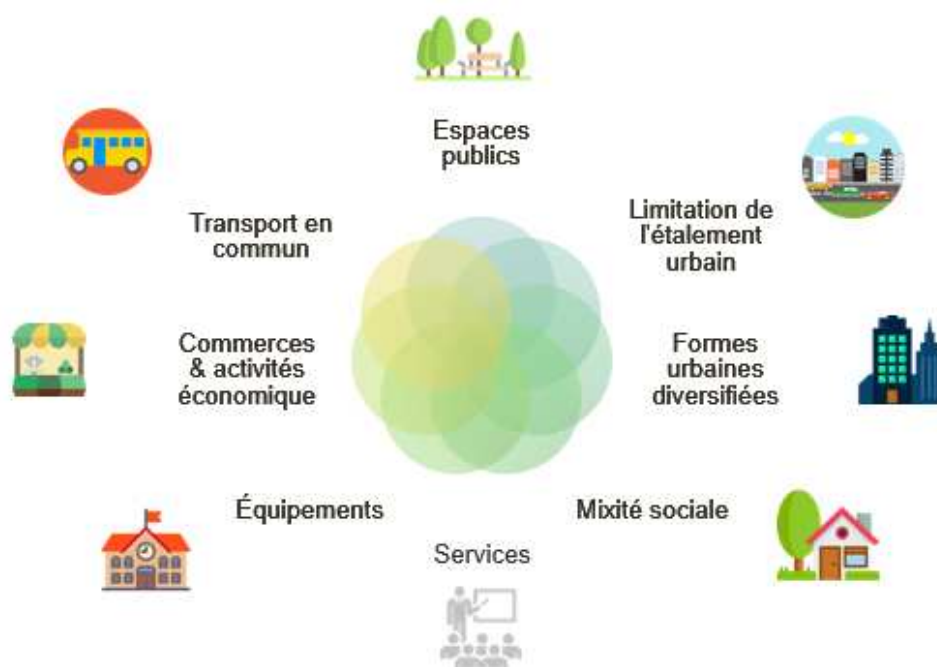 Espaces
publics
Transport en
commun
Limitation de
l'étalement
urbain
Commerces
& activités
économique
Formes
urbaines
diversifiées
Équipements
Mixité sociale
Services